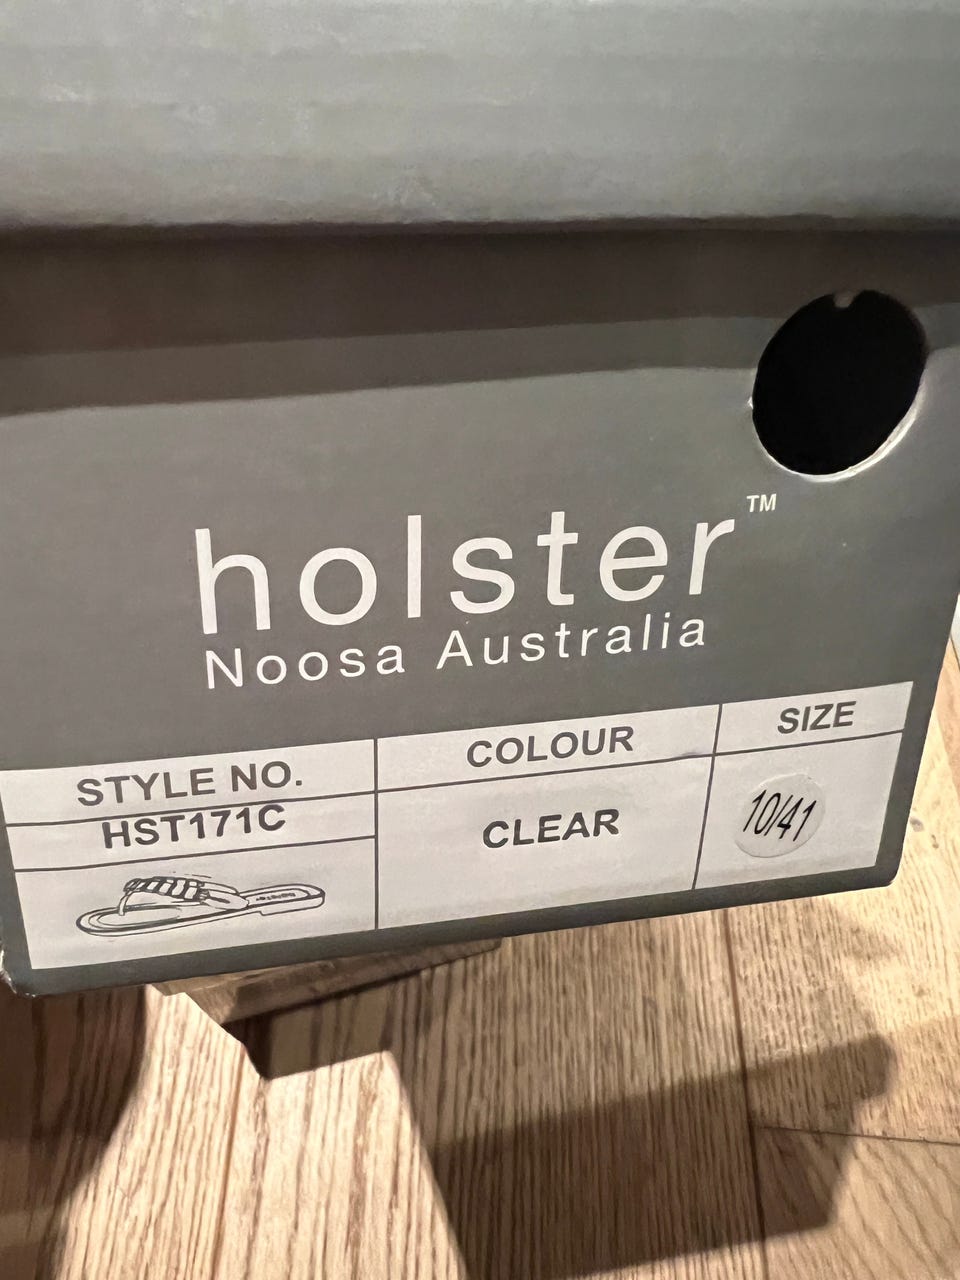 holster™
Noosa Australia
STYLE NO.
COLOUR
SIZE
HST171C
CLEAR
10/41